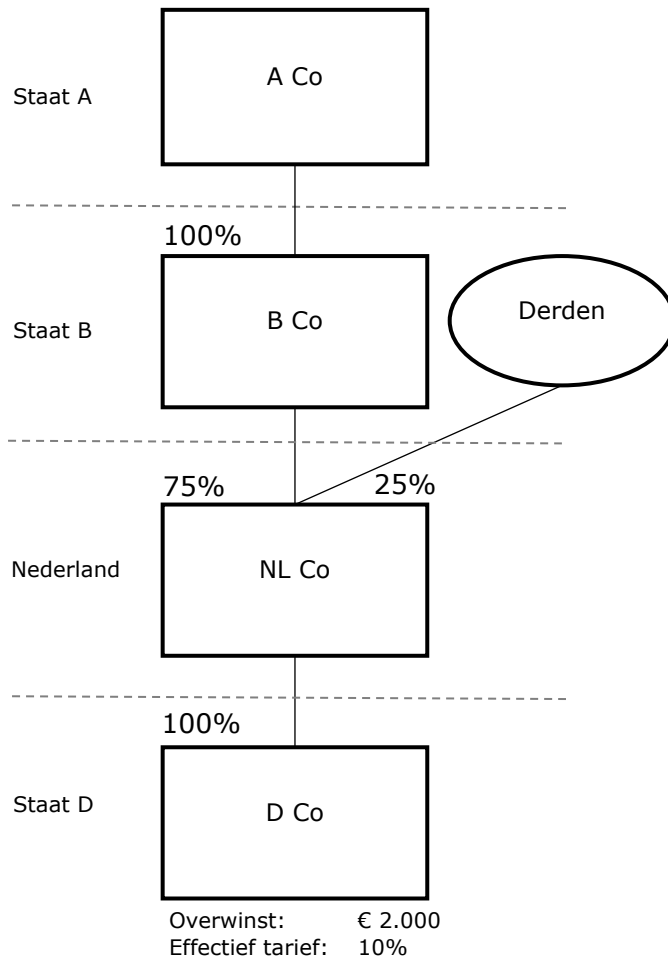 A Co
Staat A
100%
B Co
Derden
Staat B
75%
25%
NL Co
Nederland
100%
D Co
Staat D
Overwinst: € 2.000
Effectief tarief: 10%